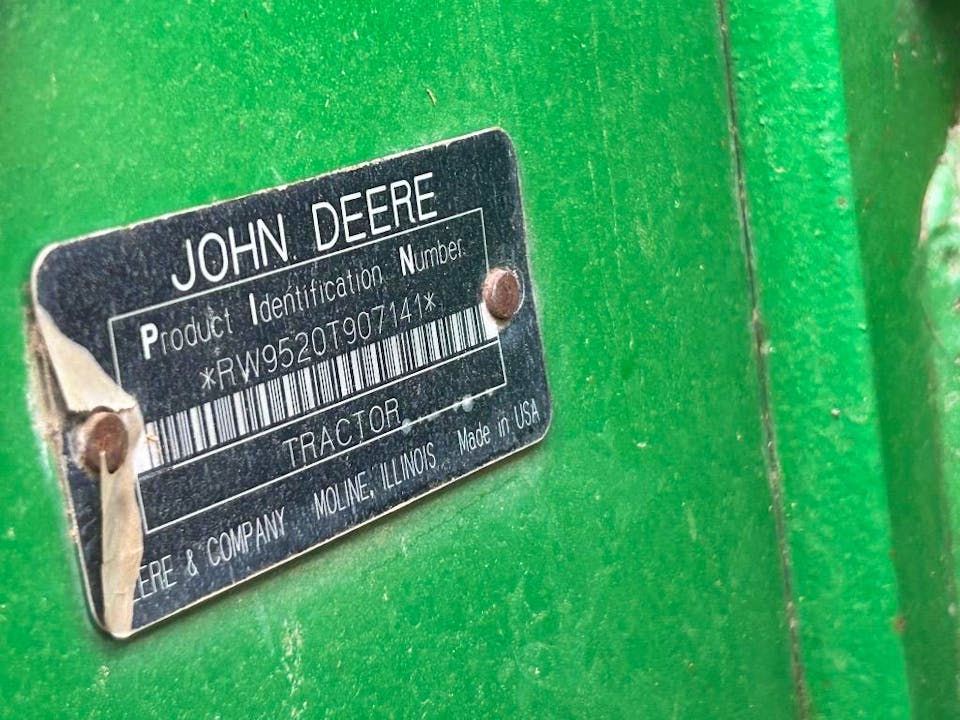 JOHN DEERE
Product Identification Number
*RW9520T907141*
TRACTOR
ERE & COMPANY MOLINE, ILLINOIS Made in USA